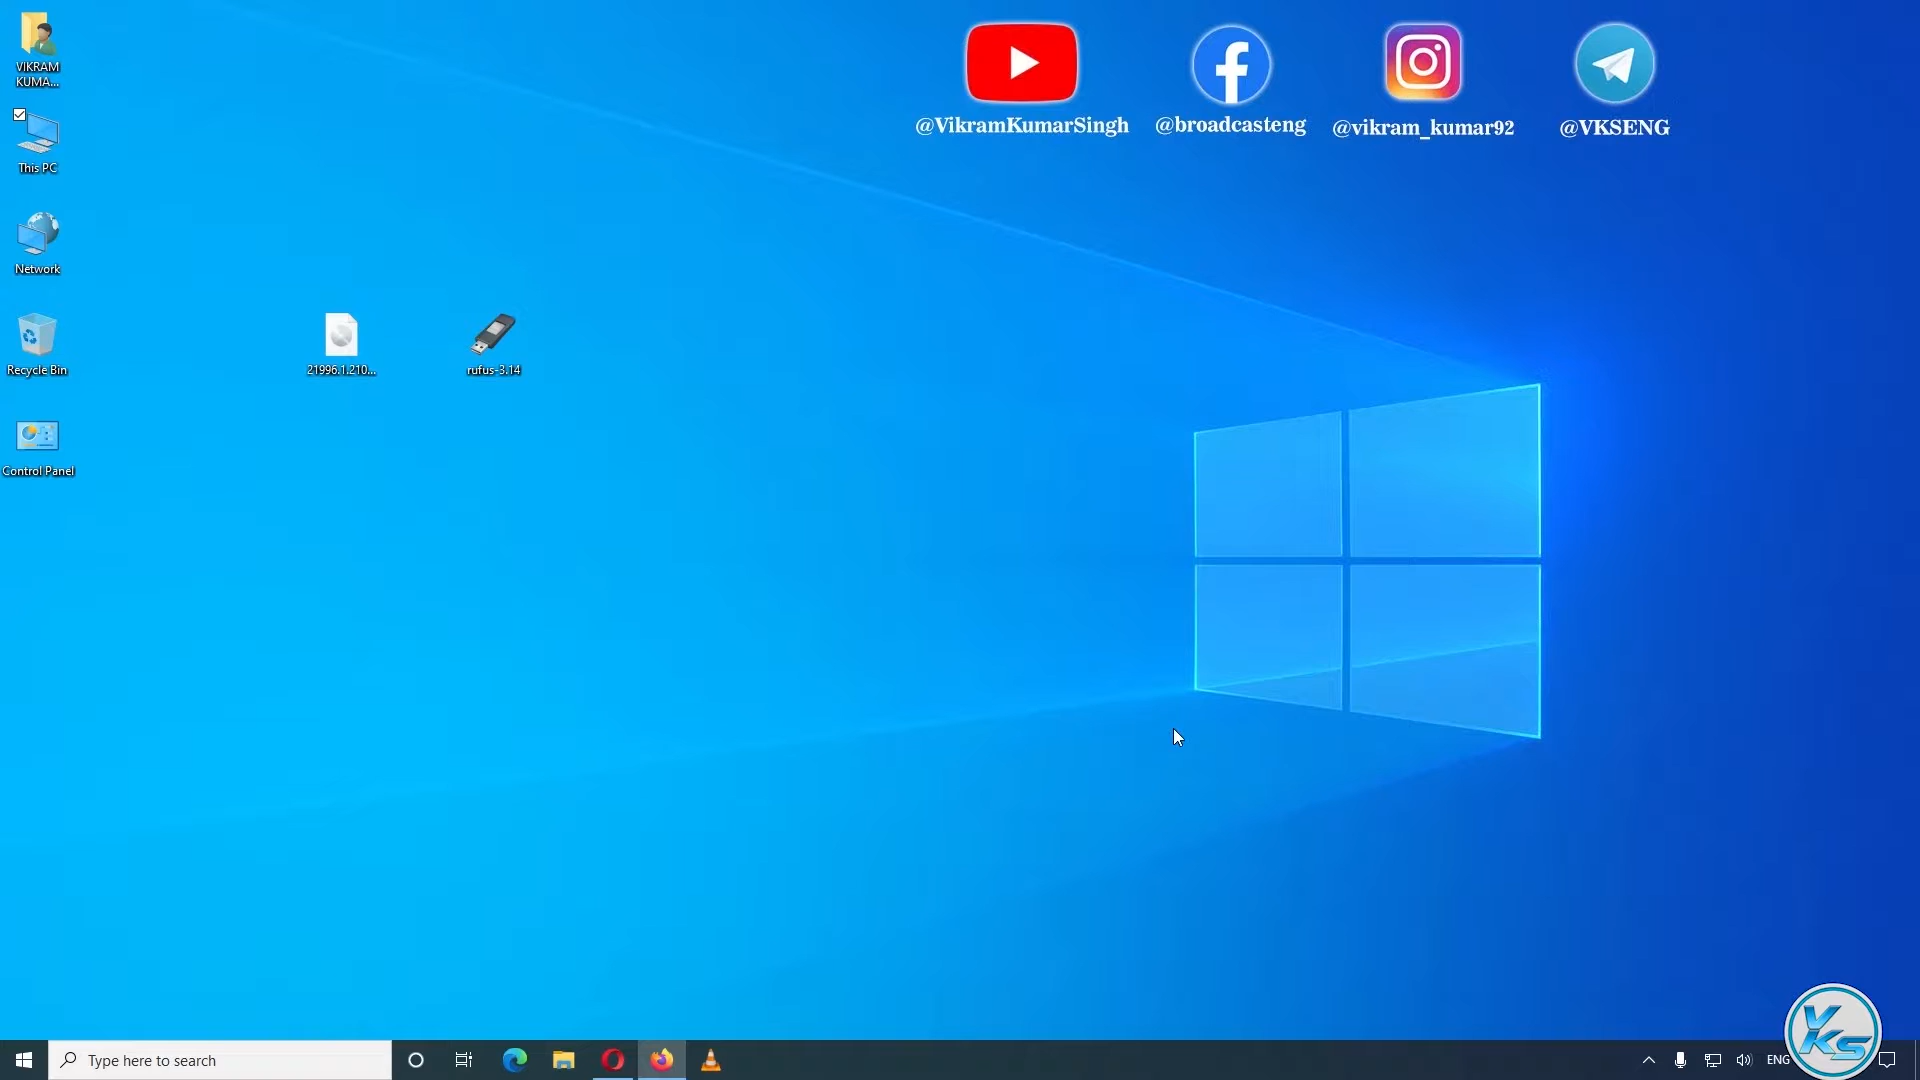 VIKRAM
KUMA...
This PC
Network
Recycle Bin
Control Panel
21996.1.210...
rufus-3.14
@VikramKumarSingh
@broadcasteng
@vikram_kumar92
@VKSENG
Type here to search
ENG
VKS